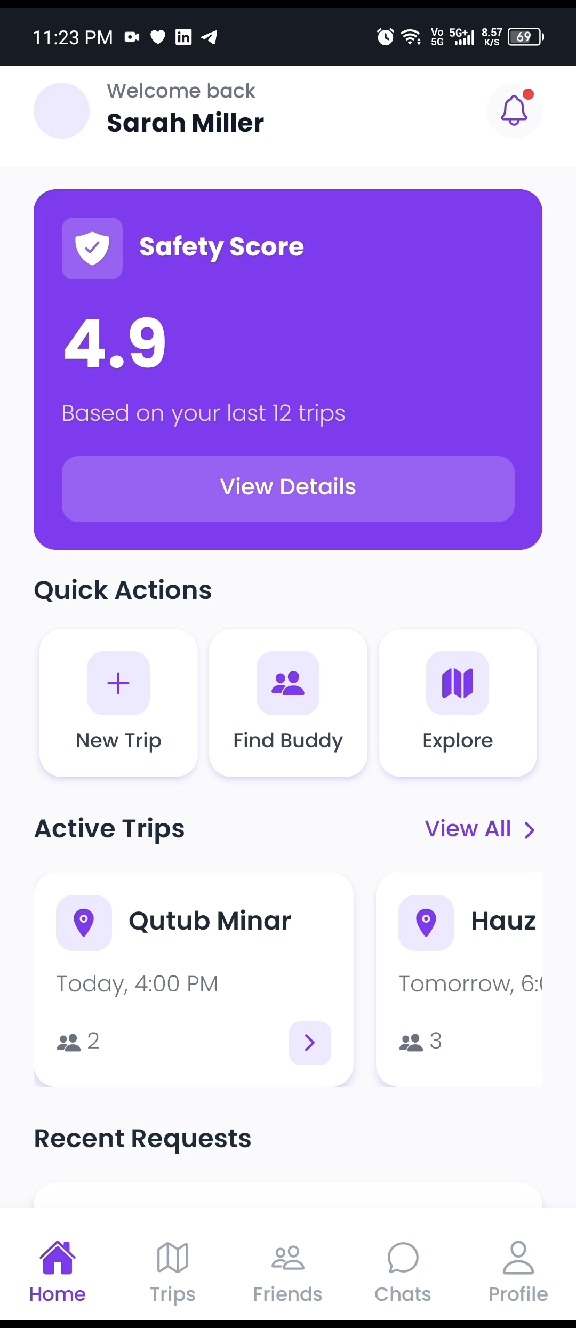 11:23 PM
Vo 5G 5G+ 8.57 K/S 69
Welcome back
Sarah Miller
Safety Score
4.9
Based on your last 12 trips
View Details
Quick Actions
New Trip Find Buddy Explore
Active Trips View All
Qutub Minar Hauz
Today, 4:00 PM Tomorrow, 6:
2 3
Recent Requests
Home Trips Friends Chats Profile